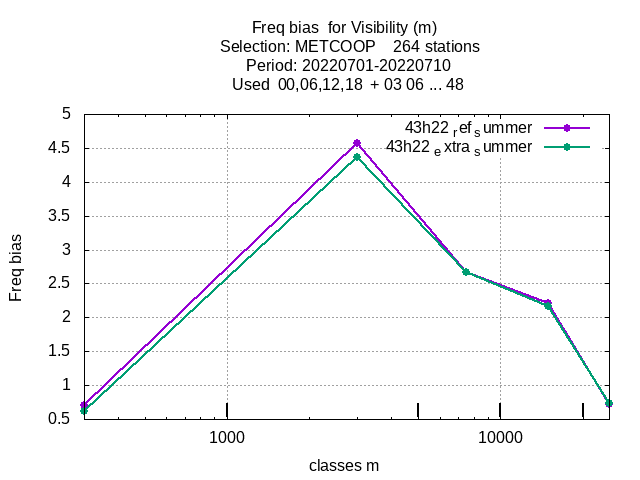 Freq bias  for Visibility (m)
Selection: METCOOP    264 stations
Period: 20220701-20220710
Used  00,06,12,18  + 03 06 ... 48
43h22 ref summer
43h22 extra summer
5
4.5
4
3.5
3
2.5
2
1.5
1
0.5
Freq bias
1000
10000
classes m